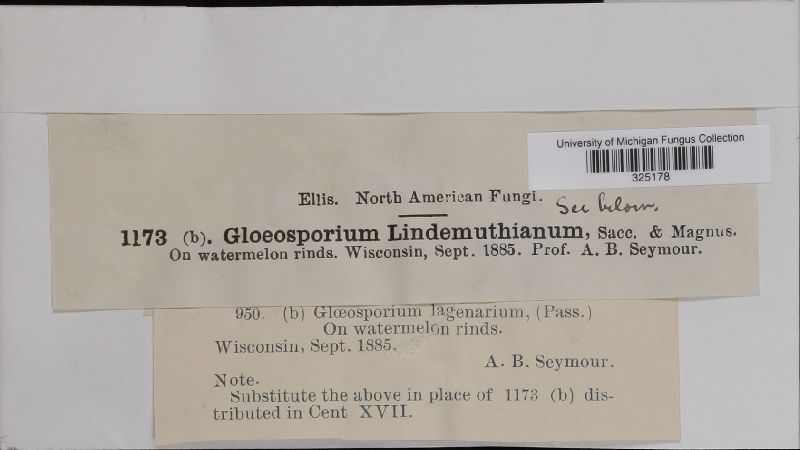 University of Michigan Fungus Collection
325178
Ellis. North American Fungi.
See below.
1173 (b). Gloeosporium Lindemuthianum, Sacc. & Magnus.
On watermelon rinds. Wisconsin, Sept. 1885. Prof. A. B. Seymour.
950. (b) Glœosporium lagenarium, (Pass.)
On watermelon rinds.
Wisconsin, Sept. 1885.
A. B. Seymour.
Note.
Substitute the above in place of 1173 (b) dis-
tributed in Cent XVII.